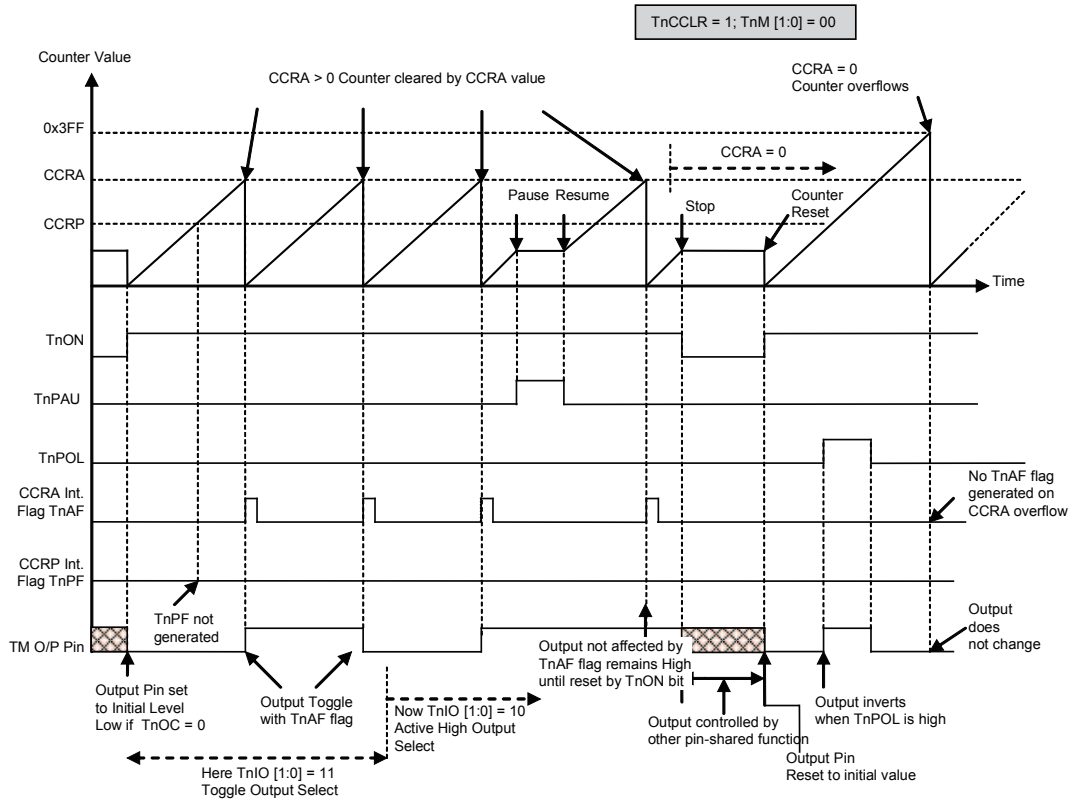 TnCCLR = 1; TnM [1:0] = 00
Counter Value
CCRA > 0 Counter cleared by CCRA value
CCRA = 0
Counter overflows
0x3FF
CCRA = 0
CCRA
Pause Resume
Stop
Counter
Reset
CCRP
Time
TnON
TnPAU
TnPOL
No TnAF flag
generated on
CCRA overflow
CCRA Int.
Flag TnAF
CCRP Int.
Flag TnPF
TnPF not
generated
Output
does
not change
TM O/P Pin
Output not affected by
TnAF flag remains High
until reset by TnON bit
Output Pin set
to Initial Level
Low if TnOC = 0
Output Toggle
with TnAF flag
Now TnIO [1:0] = 10
Active High Output
Select
Output controlled by
other pin-shared function
Output inverts
when TnPOL is high
Output Pin
Reset to initial value
Here TnIO [1:0] = 11
Toggle Output Select